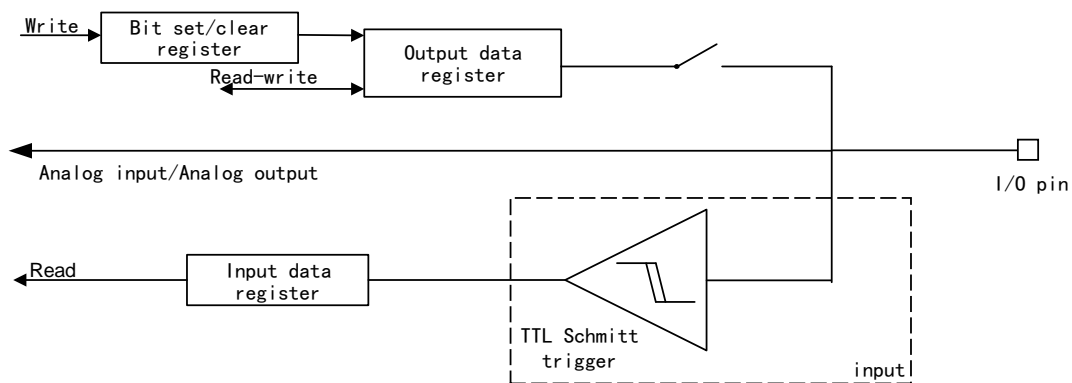 Write
Bit set/clear
register
Output data
register
Read-write
Analog input/Analog output
I/O pin
Read
Input data
register
TTL Schmitt
trigger
input